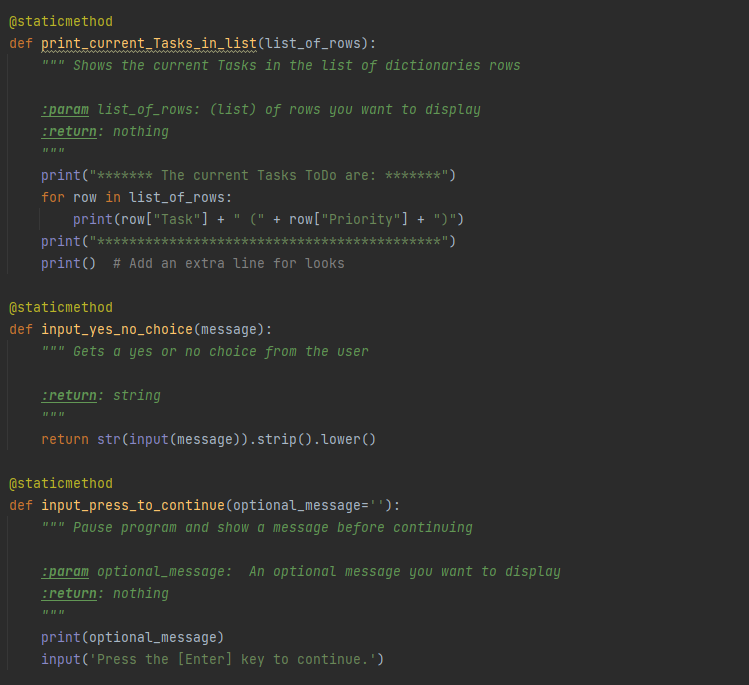 @staticmethod
def print_current_Tasks_in_list(list_of_rows):
    """ Shows the current Tasks in the list of dictionaries rows

    :param list_of_rows: (list) of rows you want to display
    :return: nothing
    """
    print("******* The current Tasks ToDo are: *******")
    for row in list_of_rows:
        print(row["Task"] + " (" + row["Priority"] + ")")
    print("*******************************************")
    print()  # Add an extra line for looks

@staticmethod
def input_yes_no_choice(message):
    """ Gets a yes or no choice from the user

    :return: string
    """
    return str(input(message)).strip().lower()

@staticmethod
def input_press_to_continue(optional_message=''):
    """ Pause program and show a message before continuing

    :param optional_message:  An optional message you want to display
    :return: nothing
    """
    print(optional_message)
    input('Press the [Enter] key to continue.')